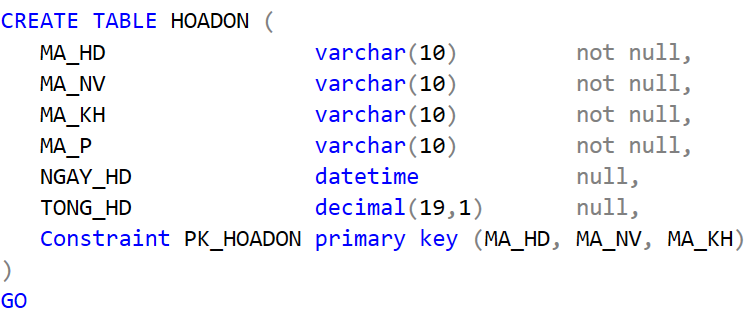 CREATE TABLE HOADON (
MA_HD varchar(10) not null,
MA_NV varchar(10) not null,
MA_KH varchar(10) not null,
MA_P varchar(10) not null,
NGAY_HD datetime null,
TONG_HD decimal(19,1) null,
Constraint PK_HOADON primary key (MA_HD, MA_NV, MA_KH)
)
GO